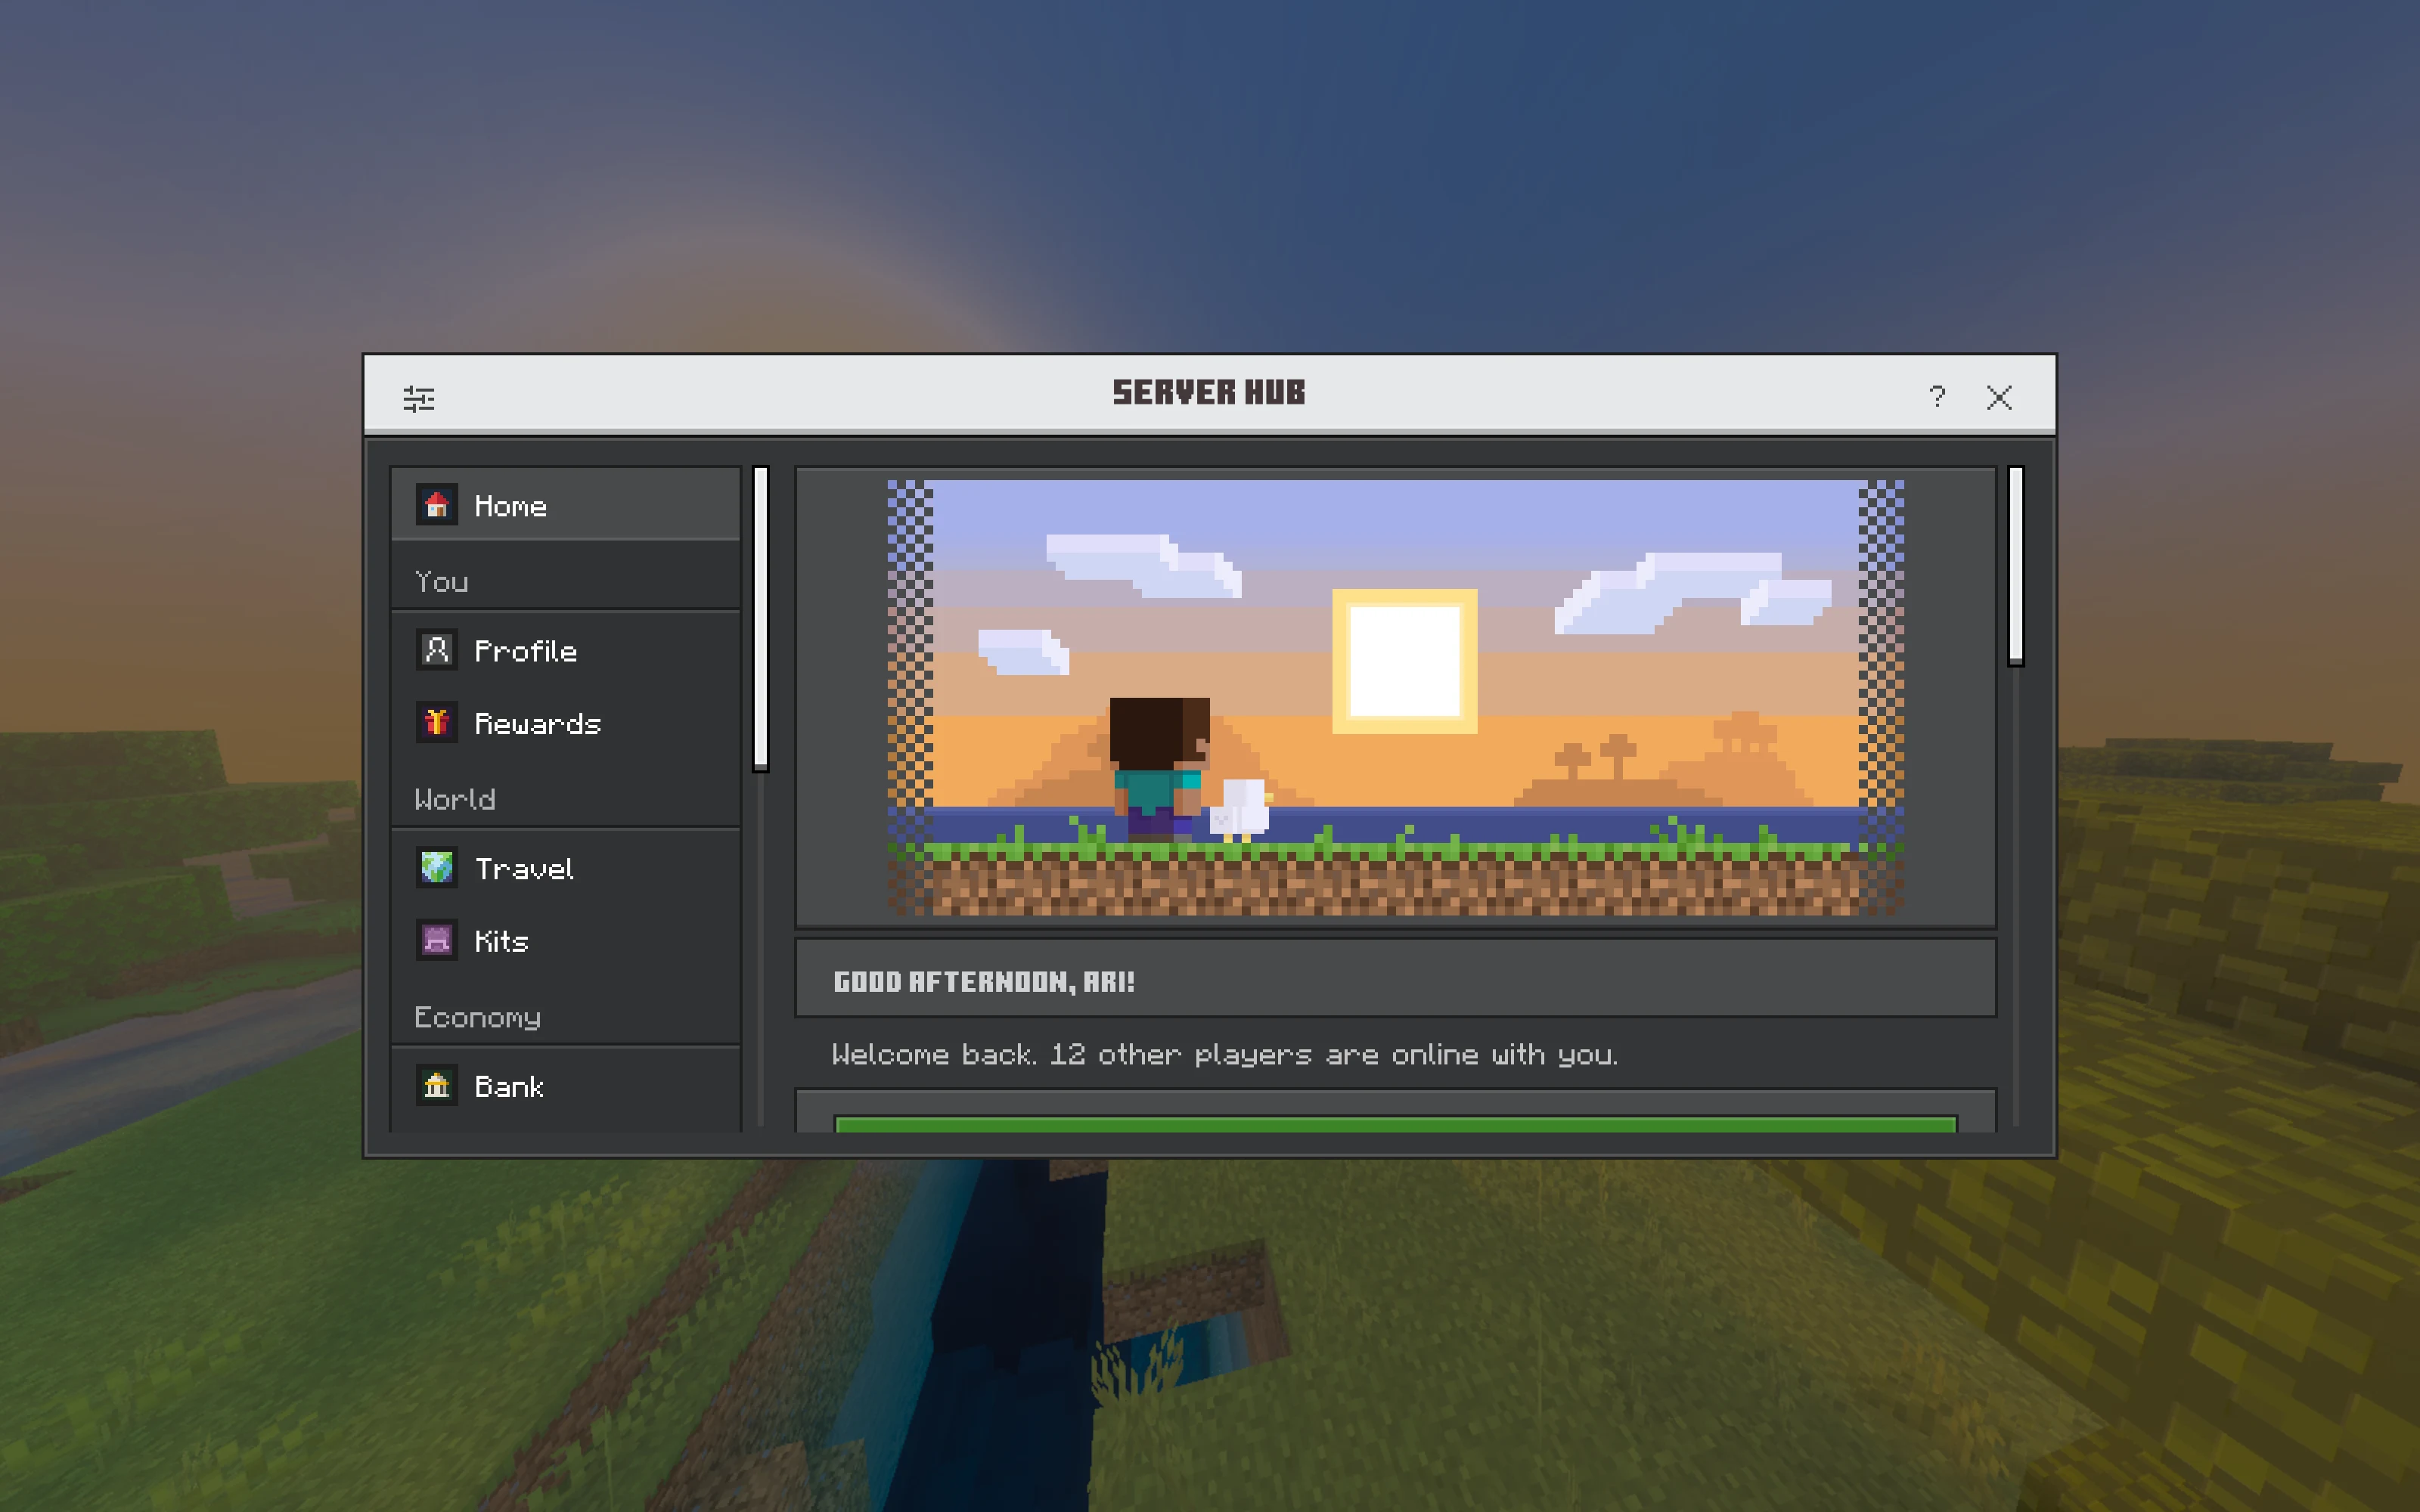 SERVER HUB
?
Home
You
Profile
Rewards
World
Travel
Kits
Economy
Bank
GOOD AFTERNOON, ARI!
Welcome back. 12 other players are online with you.